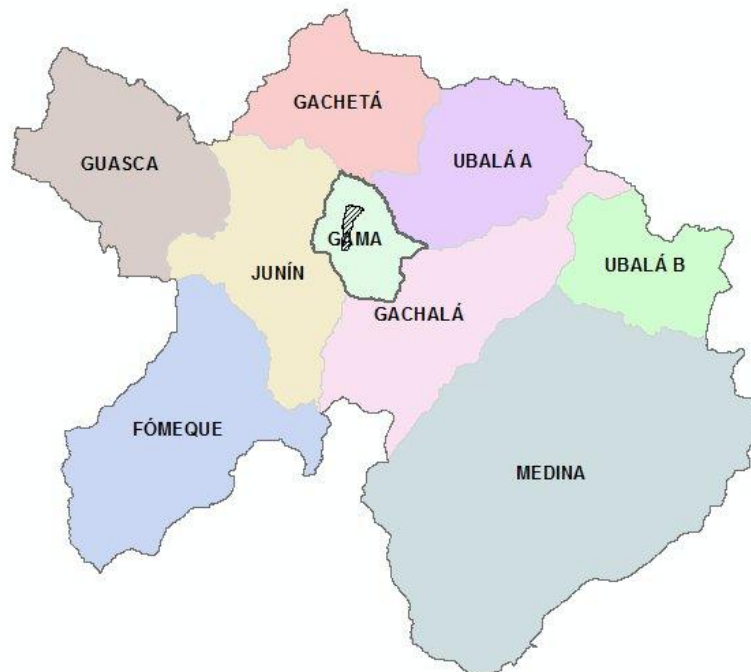 GACHETÁ
GUASCA
UBALÁ A
GAMA
UBALÁ B
JUNÍN
GACHALÁ
FÓMEQUE
MEDINA